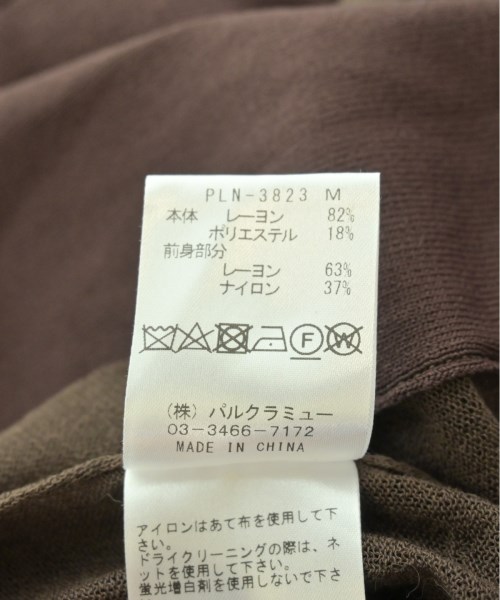 PLN-3823 M
本体 レーヨン 82%
ポリエステル 18%
前身部分
レーヨン 63%
ナイロン 37%
F W
(株) パルクラミュー
03-3466-7172
MADE IN CHINA
アイロンはあて布を使用して下
さい。
ドライクリーニングの際は、ネ
ットを使用して下さい。
蛍光増白剤を使用しないで下さ